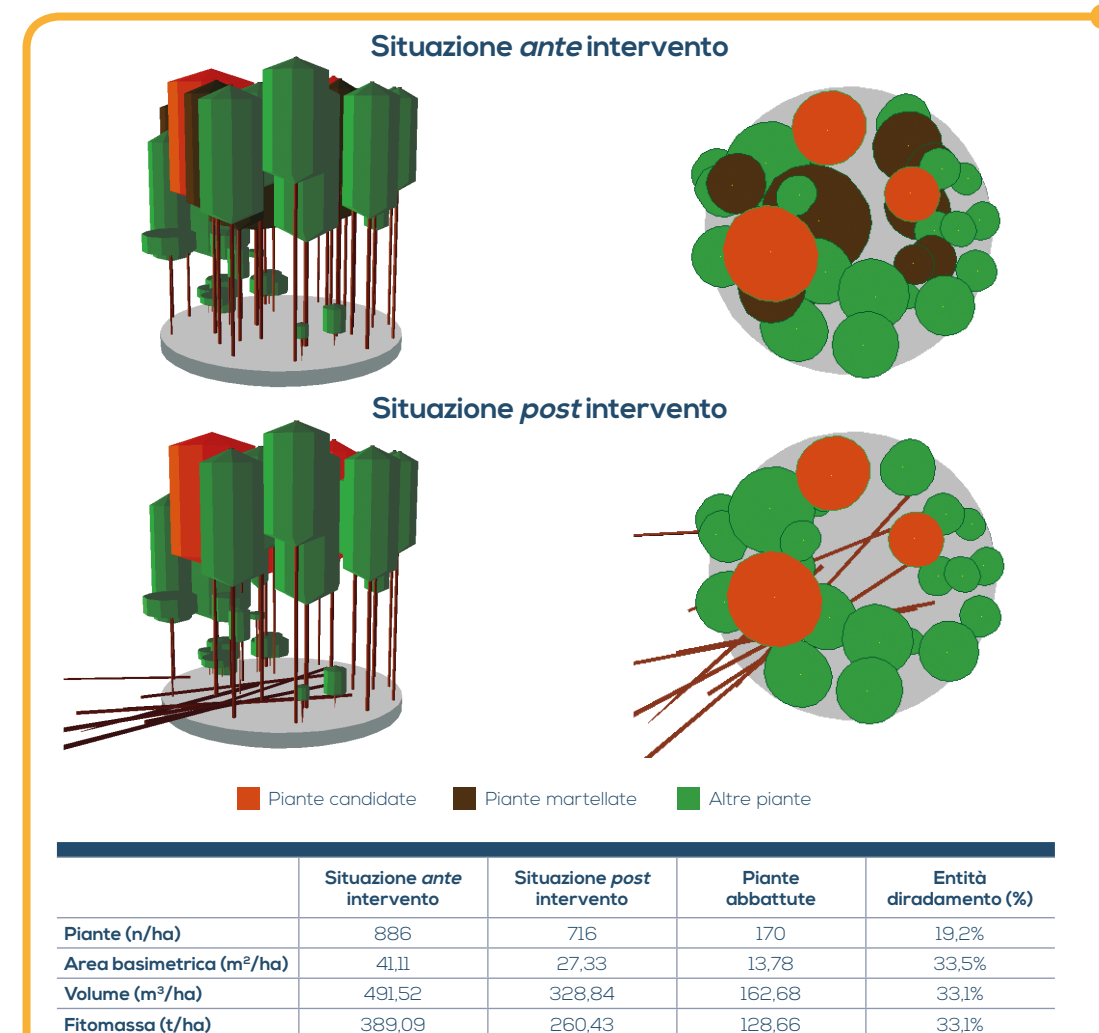 Situazione ante intervento
Situazione post intervento
Piante candidate
Piante martellate
Altre piante
Situazione ante intervento
Situazione post intervento
Piante abbattute
Entità diradamento (%)
Piante (n/ha) 886 716 170 19,2%
Area basimetrica (m²/ha) 41,11 27,33 13,78 33,5%
Volume (m³/ha) 491,52 328,84 162,68 33,1%
Fitomassa (t/ha) 389,09 260,43 128,66 33,1%